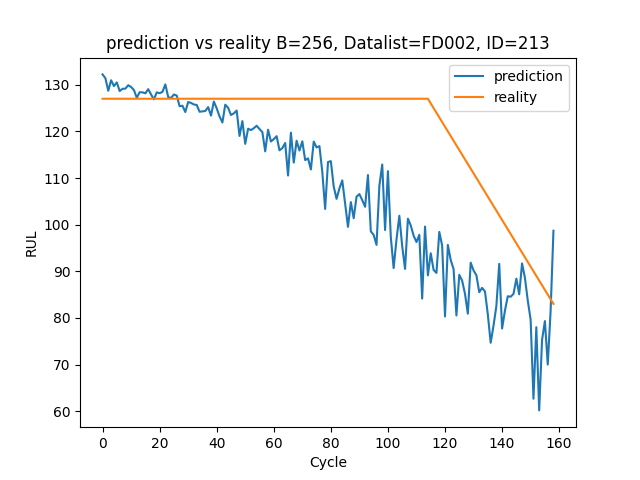 prediction vs reality B=256, Datalist=FD002, ID=213
prediction
reality
RUL
130
120
110
100
90
80
70
60
0 20 40 60 80 100 120 140 160
Cycle